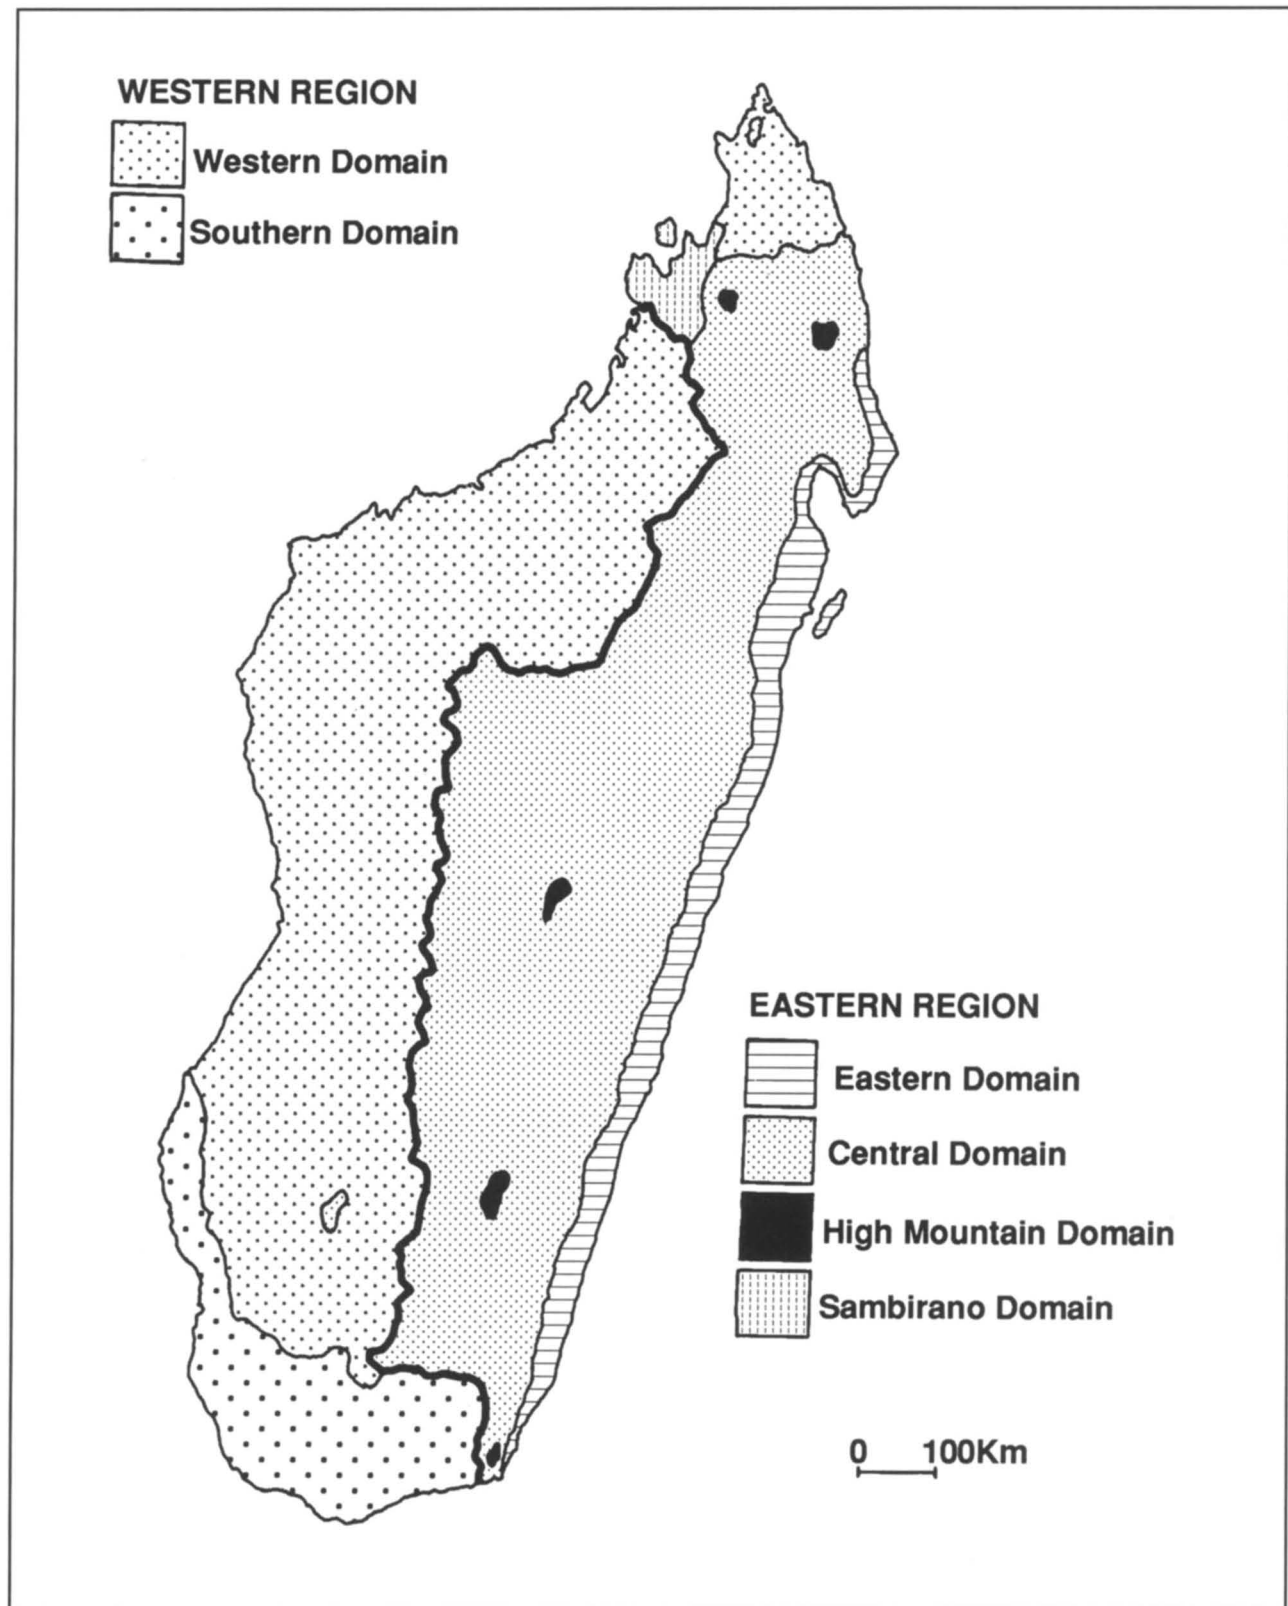 WESTERN REGION
Western Domain
Southern Domain
EASTERN REGION
Eastern Domain
Central Domain
High Mountain Domain
Sambirano Domain
0 100Km